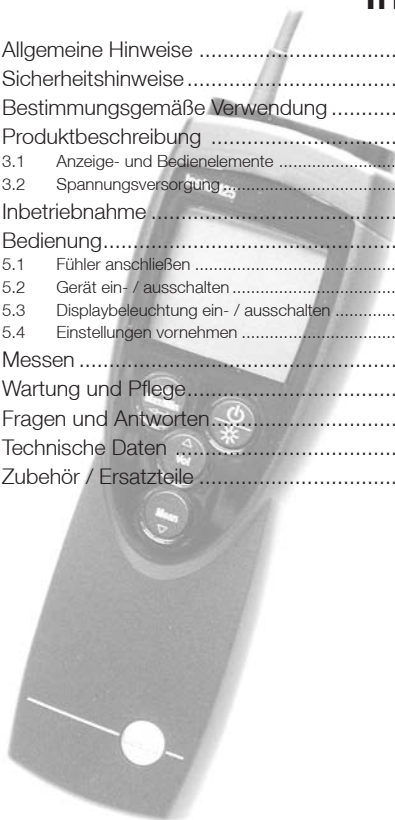 Allgemeine Hinweise
Sicherheitshinweise
Bestimmungsgemäße Verwendung
Produktbeschreibung
3.1 Anzeige- und Bedienelemente
3.2 Spannungsversorgung
Inbetriebnahme
Bedienung
5.1 Fühler anschließen
5.2 Gerät ein- / ausschalten
5.3 Displaybeleuchtung ein- / ausschalten
5.4 Einstellungen vornehmen
Messen
Wartung und Pflege
Fragen und Antworten
Technische Daten
Zubehör / Ersatzteile
Vol
Mean